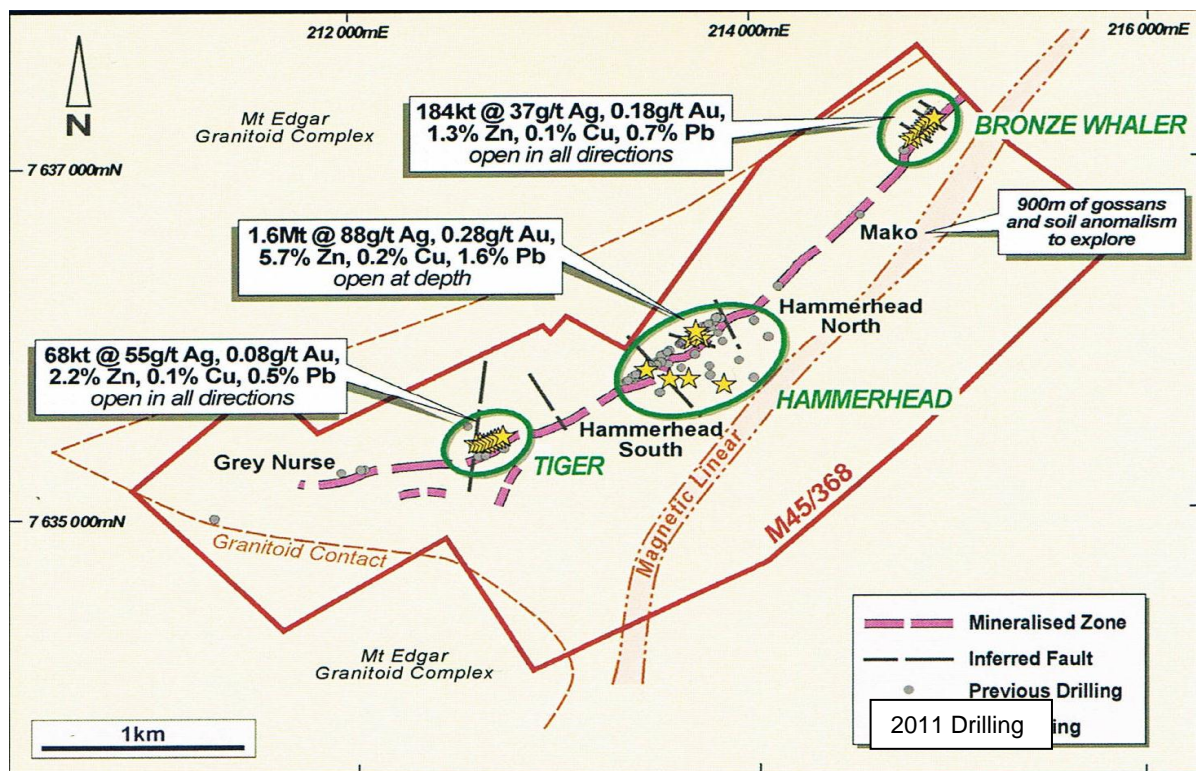 212 000mE
214 000mE
216 000mE
N
Mt Edgar
Granitoid Complex
184kt @ 37g/t Ag, 0.18g/t Au,
1.3% Zn, 0.1% Cu, 0.7% Pb
open in all directions
BRONZE WHALER
7 637 000mN
900m of gossans
and soil anomalism
to explore
Mako
1.6Mt @ 88g/t Ag, 0.28g/t Au,
5.7% Zn, 0.2% Cu, 1.6% Pb
open at depth
Hammerhead
North
68kt @ 55g/t Ag, 0.08g/t Au,
2.2% Zn, 0.1% Cu, 0.5% Pb
open in all directions
HAMMERHEAD
Hammerhead
South
Grey Nurse
TIGER
7 635 000mN
Granitoid Contact
Magnetic Linear
M45/368
Mt Edgar
Granitoid Complex
Mineralised Zone
Inferred Fault
Previous Drilling
2011 Drilling
ing
1km